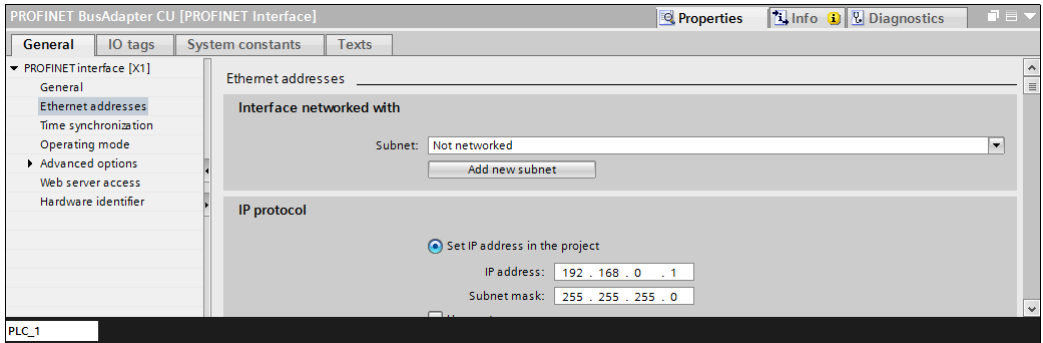 PROFINET BusAdapter CU [PROFINET Interface]
Properties
Info
Diagnostics
General
IO tags
System constants
Texts
PROFINET interface [X1]
General
Ethernet addresses
Time synchronization
Operating mode
Advanced options
Web server access
Hardware identifier
Ethernet addresses
Interface networked with
Subnet: Not networked
Add new subnet
IP protocol
Set IP address in the project
IP address: 192 . 168 . 0 . 1
Subnet mask: 255 . 255 . 255 . 0
PLC_1